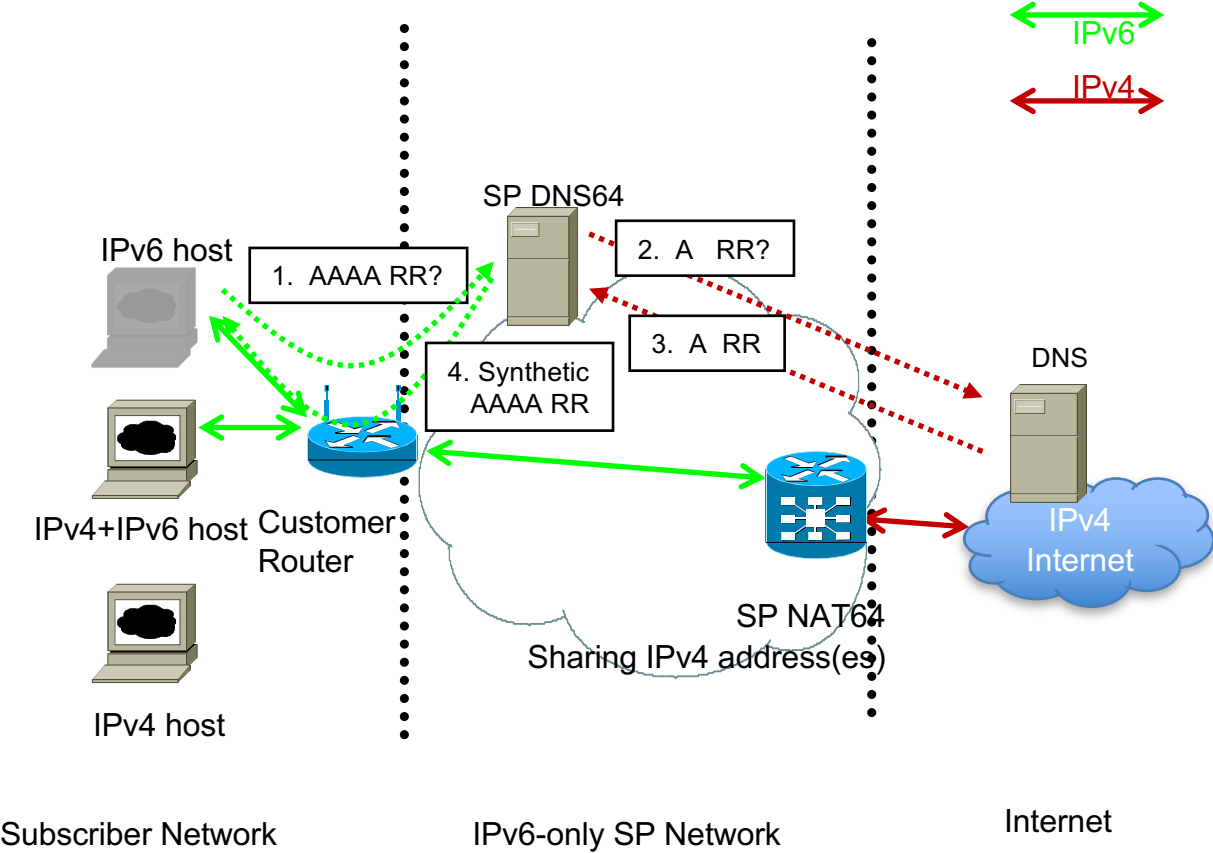 IPv6
IPv4
SP DNS64
IPv6 host
1. AAAA RR?
2. A RR?
3. A RR
4. Synthetic
AAAA RR
DNS
IPv4+IPv6 host
Customer
Router
IPv4
Internet
SP NAT64
Sharing IPv4 address(es)
IPv4 host
Subscriber Network
IPv6-only SP Network
Internet